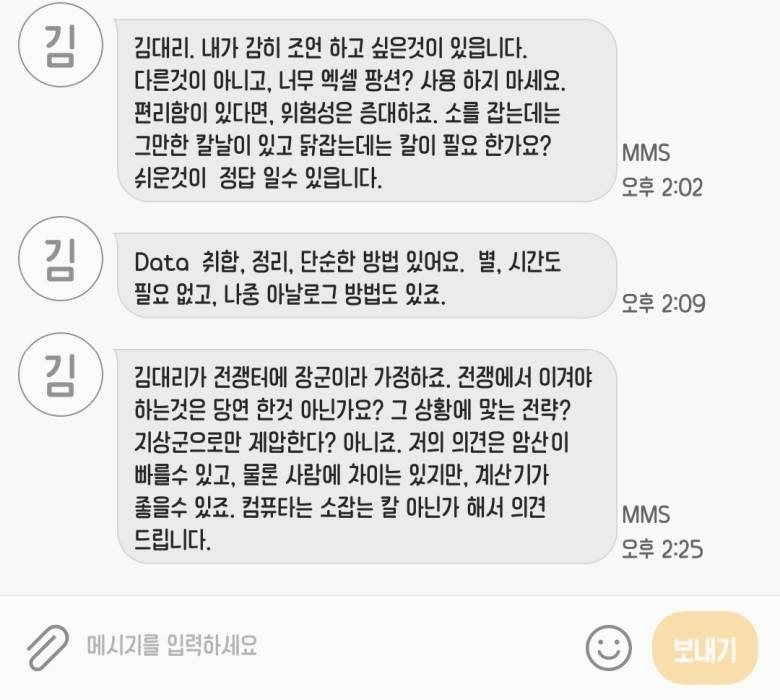 김
김대리. 내가 감히 조언 하고 싶은것이 있읍니다.
다른것이 아니고, 너무 엑셀 팡션? 사용 하지 마세요.
편리함이 있다면, 위험성은 증대하죠. 소를 잡는데는
그만한 칼날이 있고 닭잡는데는 칼이 필요 한가요?
쉬운것이 정답 일수 있읍니다.
MMS
오후 2:02
김
Data 취합, 정리, 단순한 방법 있어요. 별, 시간도
필요 없고, 나중 아날로그 방법도 있죠.
오후 2:09
김
김대리가 전쟁터에 장군이라 가정하죠. 전쟁에서 이겨야
하는것은 당연 한것 아닌가요? 그 상황에 맞는 전략?
지상군으로만 제압한다? 아니죠. 저의 의견은 암산이
빠를수 있고, 물론 사람에 차이는 있지만, 계산기가
좋을수 있죠. 컴퓨타는 소잡는 칼 아닌가 해서 의견
드립니다.
MMS
오후 2:25
메시지를 입력하세요
보내기